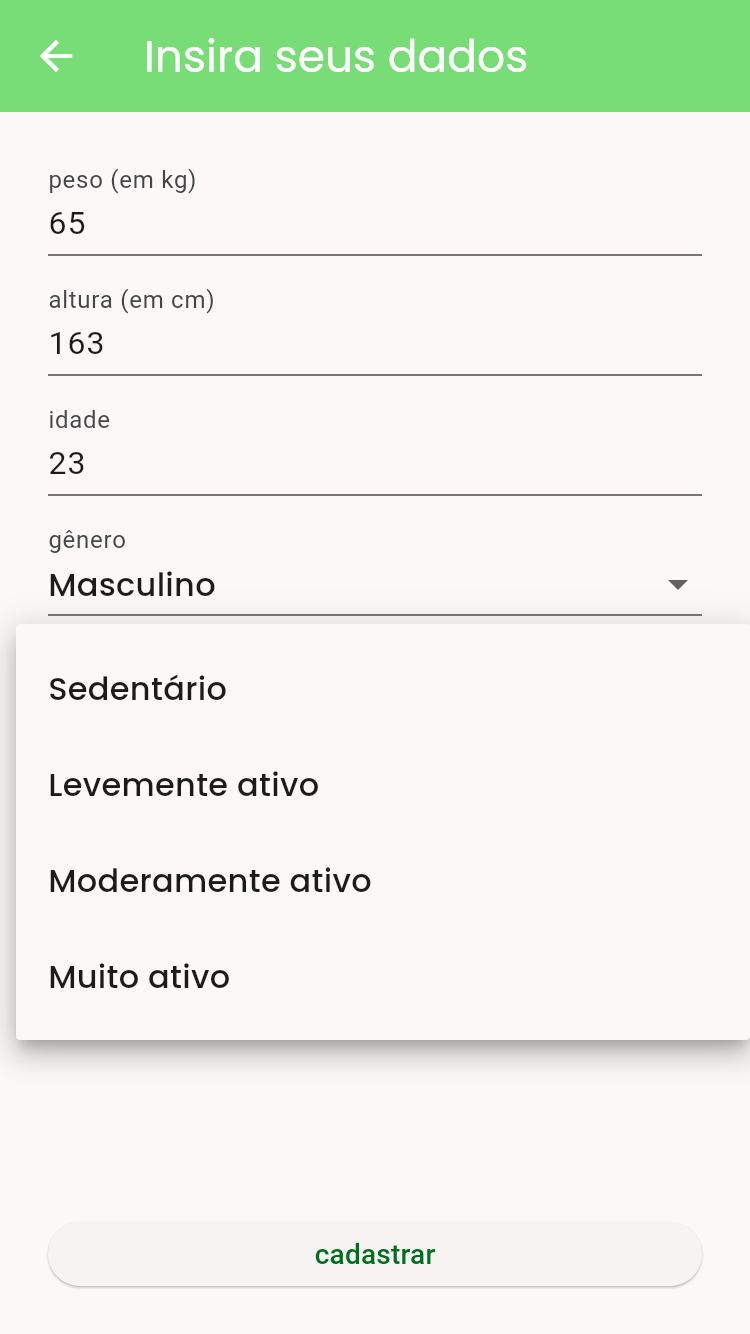 Insira seus dados
peso (em kg)
65
altura (em cm)
163
idade
23
gênero
Masculino
Sedentário
Levemente ativo
Moderamente ativo
Muito ativo
cadastrar